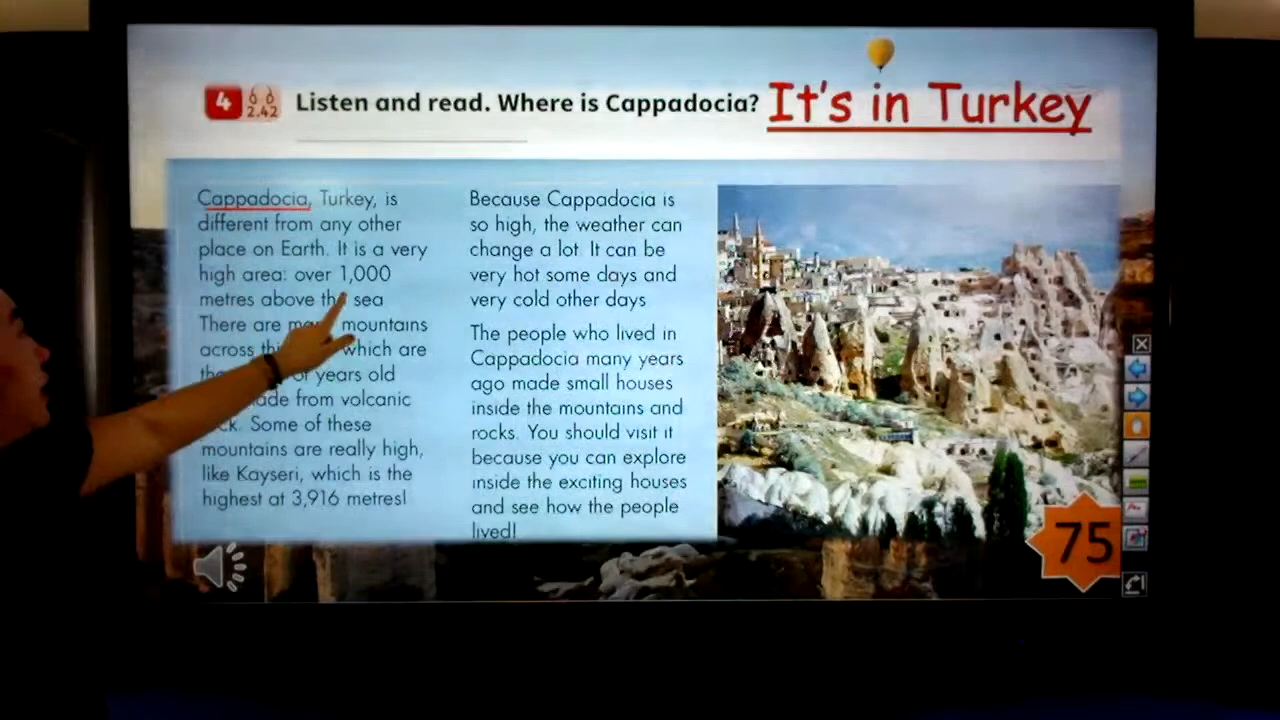 4
2.42
Listen and read. Where is Cappadocia?
It's in Turkey
Cappadocia, Turkey, is
different from any other
place on Earth. It is a very
high area: over 1,000
metres above the sea
There are mountains
across which are
of years old
made from volcanic
Some of these
mountains are really high,
like Kayseri, which is the
highest at 3,916 metres!
Because Cappadocia is
so high, the weather can
change a lot. It can be
very hot some days and
very cold other days
The people who lived in
Cappadocia many years
ago made small houses
inside the mountains and
rocks. You should visit it
because you can explore
inside the exciting houses
and see how the people
lived!
75